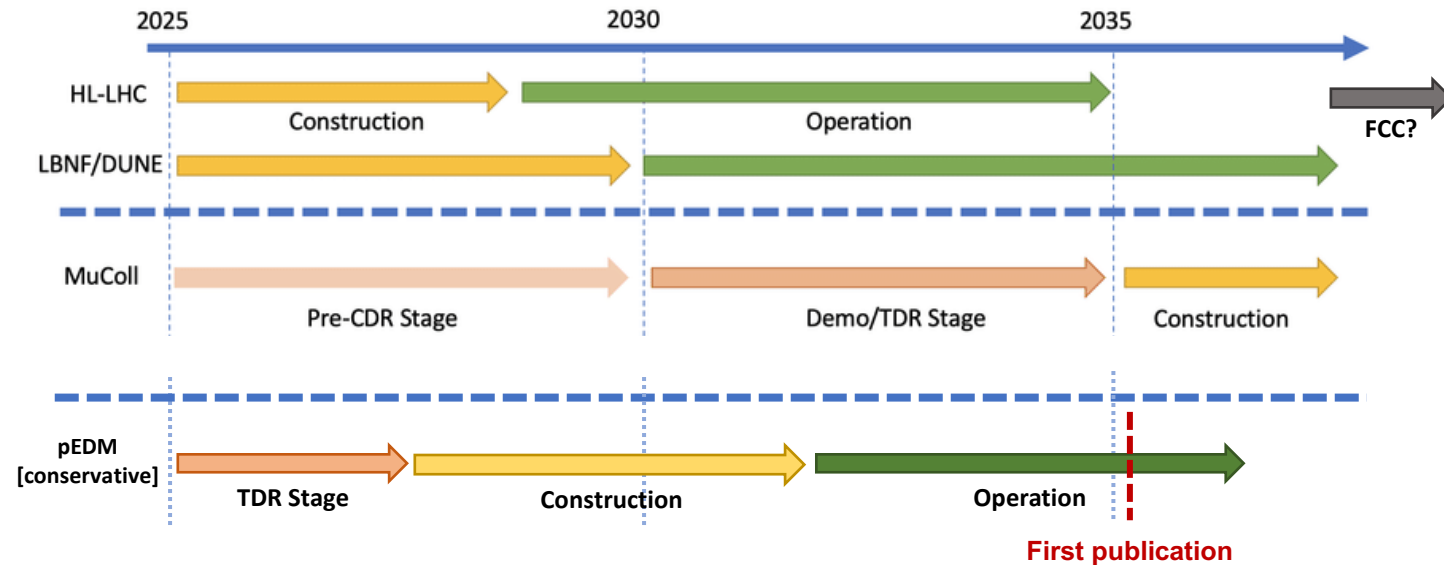 2025
2030
2035
HL-LHC
Construction
Operation
FCC?
LBNF/DUNE
MuColl
Pre-CDR Stage
Demo/TDR Stage
Construction
pEDM
[conservative]
TDR Stage
Construction
Operation
First publication